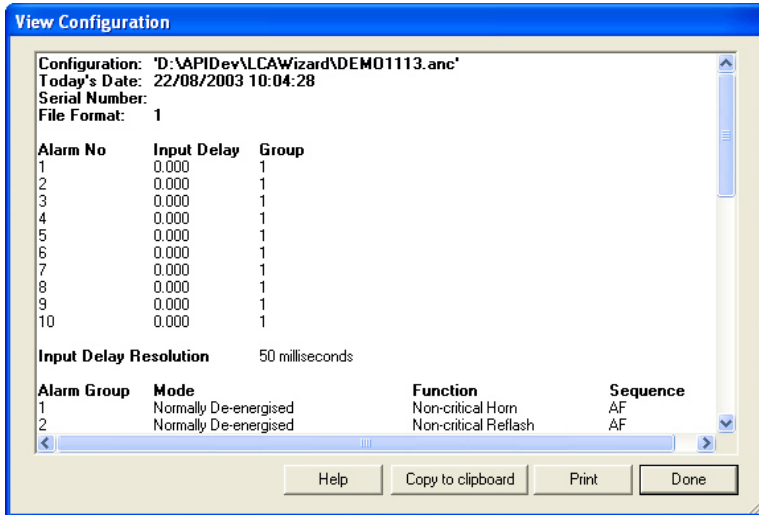 View Configuration
Configuration: 'D:\APIDev\LCAWizard\DEMO1113.anc'
Today's Date: 22/08/2003 10:04:28
Serial Number:
File Format: 1
Alarm No Input Delay Group
1 0.000 1
2 0.000 1
3 0.000 1
4 0.000 1
5 0.000 1
6 0.000 1
7 0.000 1
8 0.000 1
9 0.000 1
10 0.000 1
Input Delay Resolution 50 milliseconds
Alarm Group Mode Function Sequence
1 Normally De-energised Non-critical Horn AF
2 Normally De-energised Non-critical Reflash AF
Help Copy to clipboard Print Done